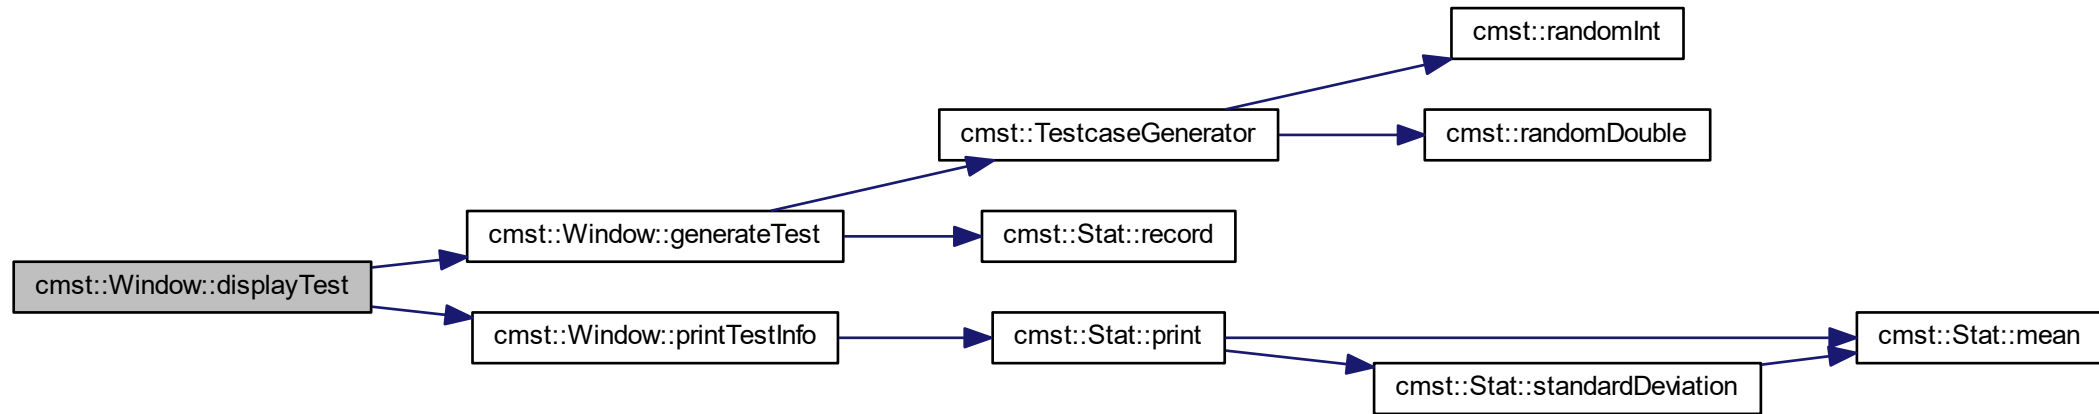 cmst::randomInt
cmst::TestcaseGenerator
cmst::randomDouble
cmst::Window::generateTest
cmst::Stat::record
cmst::Window::displayTest
cmst::Window::printTestInfo
cmst::Stat::print
cmst::Stat::mean
cmst::Stat::standardDeviation